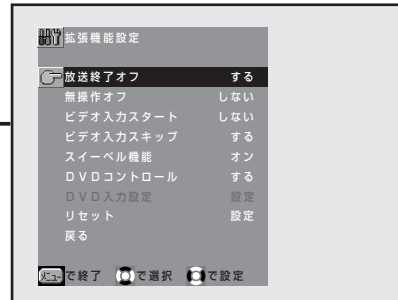 拡張機能設定
放送終了オフ する
無操作オフ しない
ビデオ入力スタート しない
ビデオ入力スキップ する
スイーベル機能 オン
DVDコントロール する
DVD入力設定 設定
リセット 設定
戻る
メニューで終了 で選択 で設定